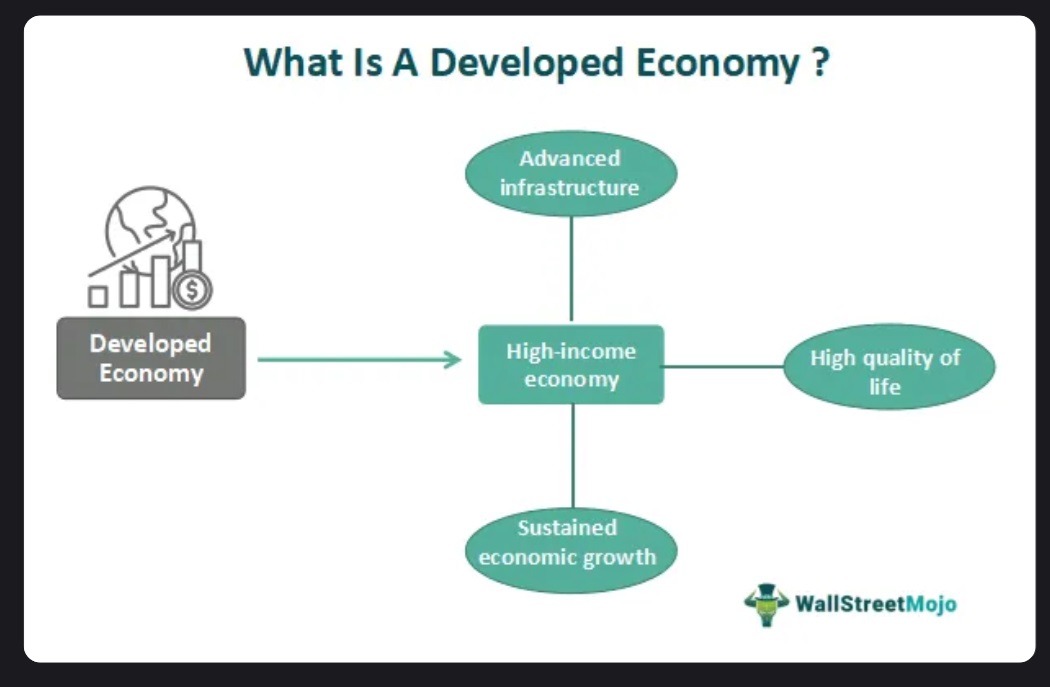 What Is A Developed Economy ?
Advanced
infrastructure
$
Developed
Economy
High-income
economy
High quality of
life
Sustained
economic growth
WallStreetMojo